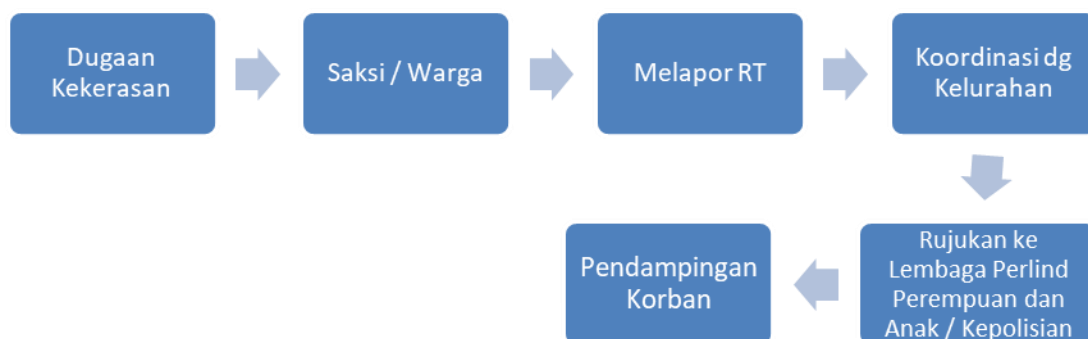 Dugaan
Kekerasan
Saksi / Warga
Melapor RT
Koordinasi dg
Kelurahan
Rujukan ke
Lembaga Perlind
Perempuan dan
Anak / Kepolisian
Pendampingan
Korban